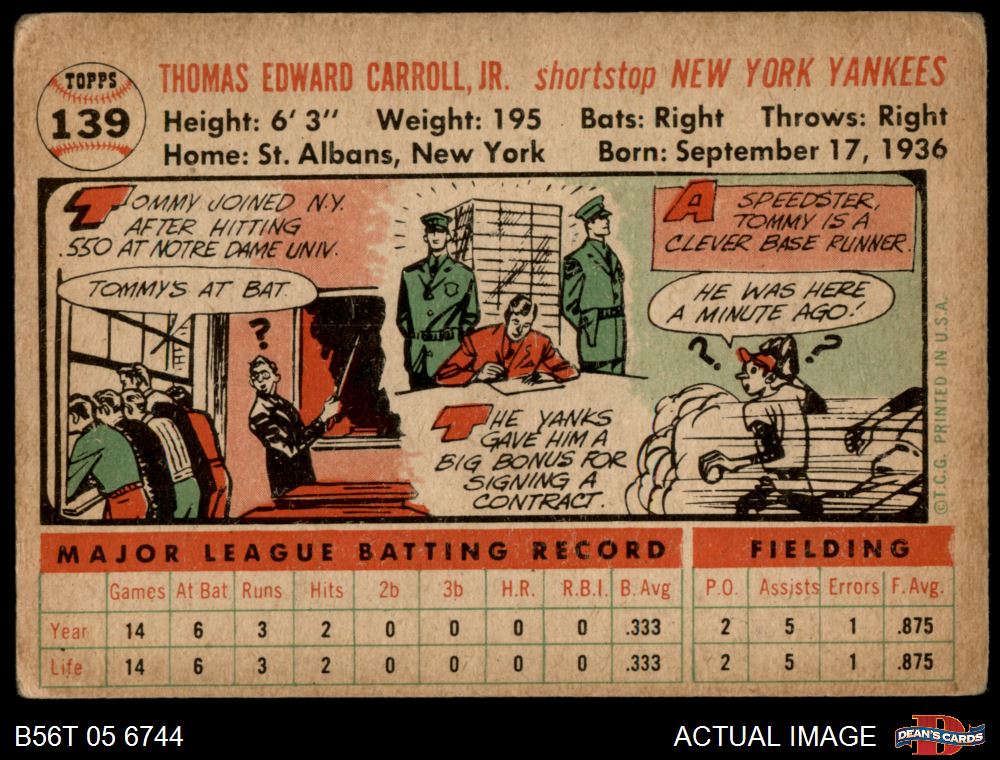 TOPPS
139
THOMAS EDWARD CARROLL, JR. shortstop NEW YORK YANKEES
Height: 6' 3" Weight: 195 Bats: Right Throws: Right
Home: St. Albans, New York Born: September 17, 1936
TOMMY JOINED N.Y.
AFTER HITTING
.550 AT NOTRE DAME UNIV.
TOMMY'S AT BAT.
?
THE YANKS
GAVE HIM A
BIG BONUS FOR
SIGNING A
CONTRACT.
A SPEEDSTER,
TOMMY IS A
CLEVER BASE RUNNER.
HE WAS HERE
A MINUTE AGO!
? ?
©T.C.G. PRINTED IN U.S.A.
MAJOR LEAGUE BATTING RECORD FIELDING
Games At Bat Runs Hits 2b 3b H.R. R.B.I. B. Avg P.O. Assists Errors F. Avg.
Year 14 6 3 2 0 0 0 0 .333 2 5 1 .875
Life 14 6 3 2 0 0 0 0 .333 2 5 1 .875
B56T 05 6744 ACTUAL IMAGE DEAN'S CARDS